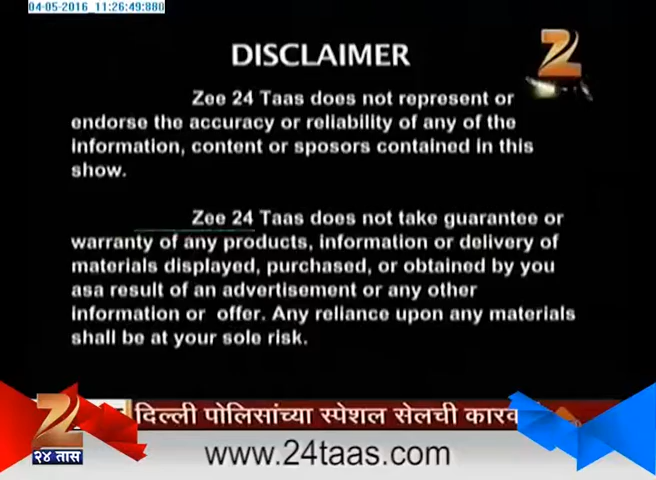 04-05-2016 11:26:49:880
DISCLAIMER
Zee 24 Taas does not represent or
endorse the accuracy or reliability of any of the
information, content or sposors contained in this
show.
Zee 24 Taas does not take guarantee or
warranty of any products, information or delivery of
materials displayed, purchased, or obtained by you
asa result of an advertisement or any other
information or offer. Any reliance upon any materials
shall be at your sole risk.
दिल्ली पोलिसांच्या स्पेशल सेलची
२४ तास
www.24taas.com